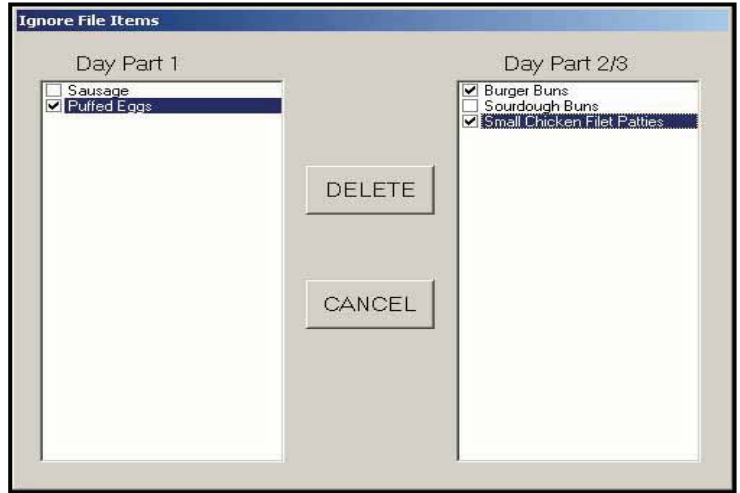 Ignore File Items
Day Part 1
Sausage
Puffed Eggs
DELETE
CANCEL
Day Part 2/3
Burger Buns
Sourdough Buns
Small Chicken Filet Patties